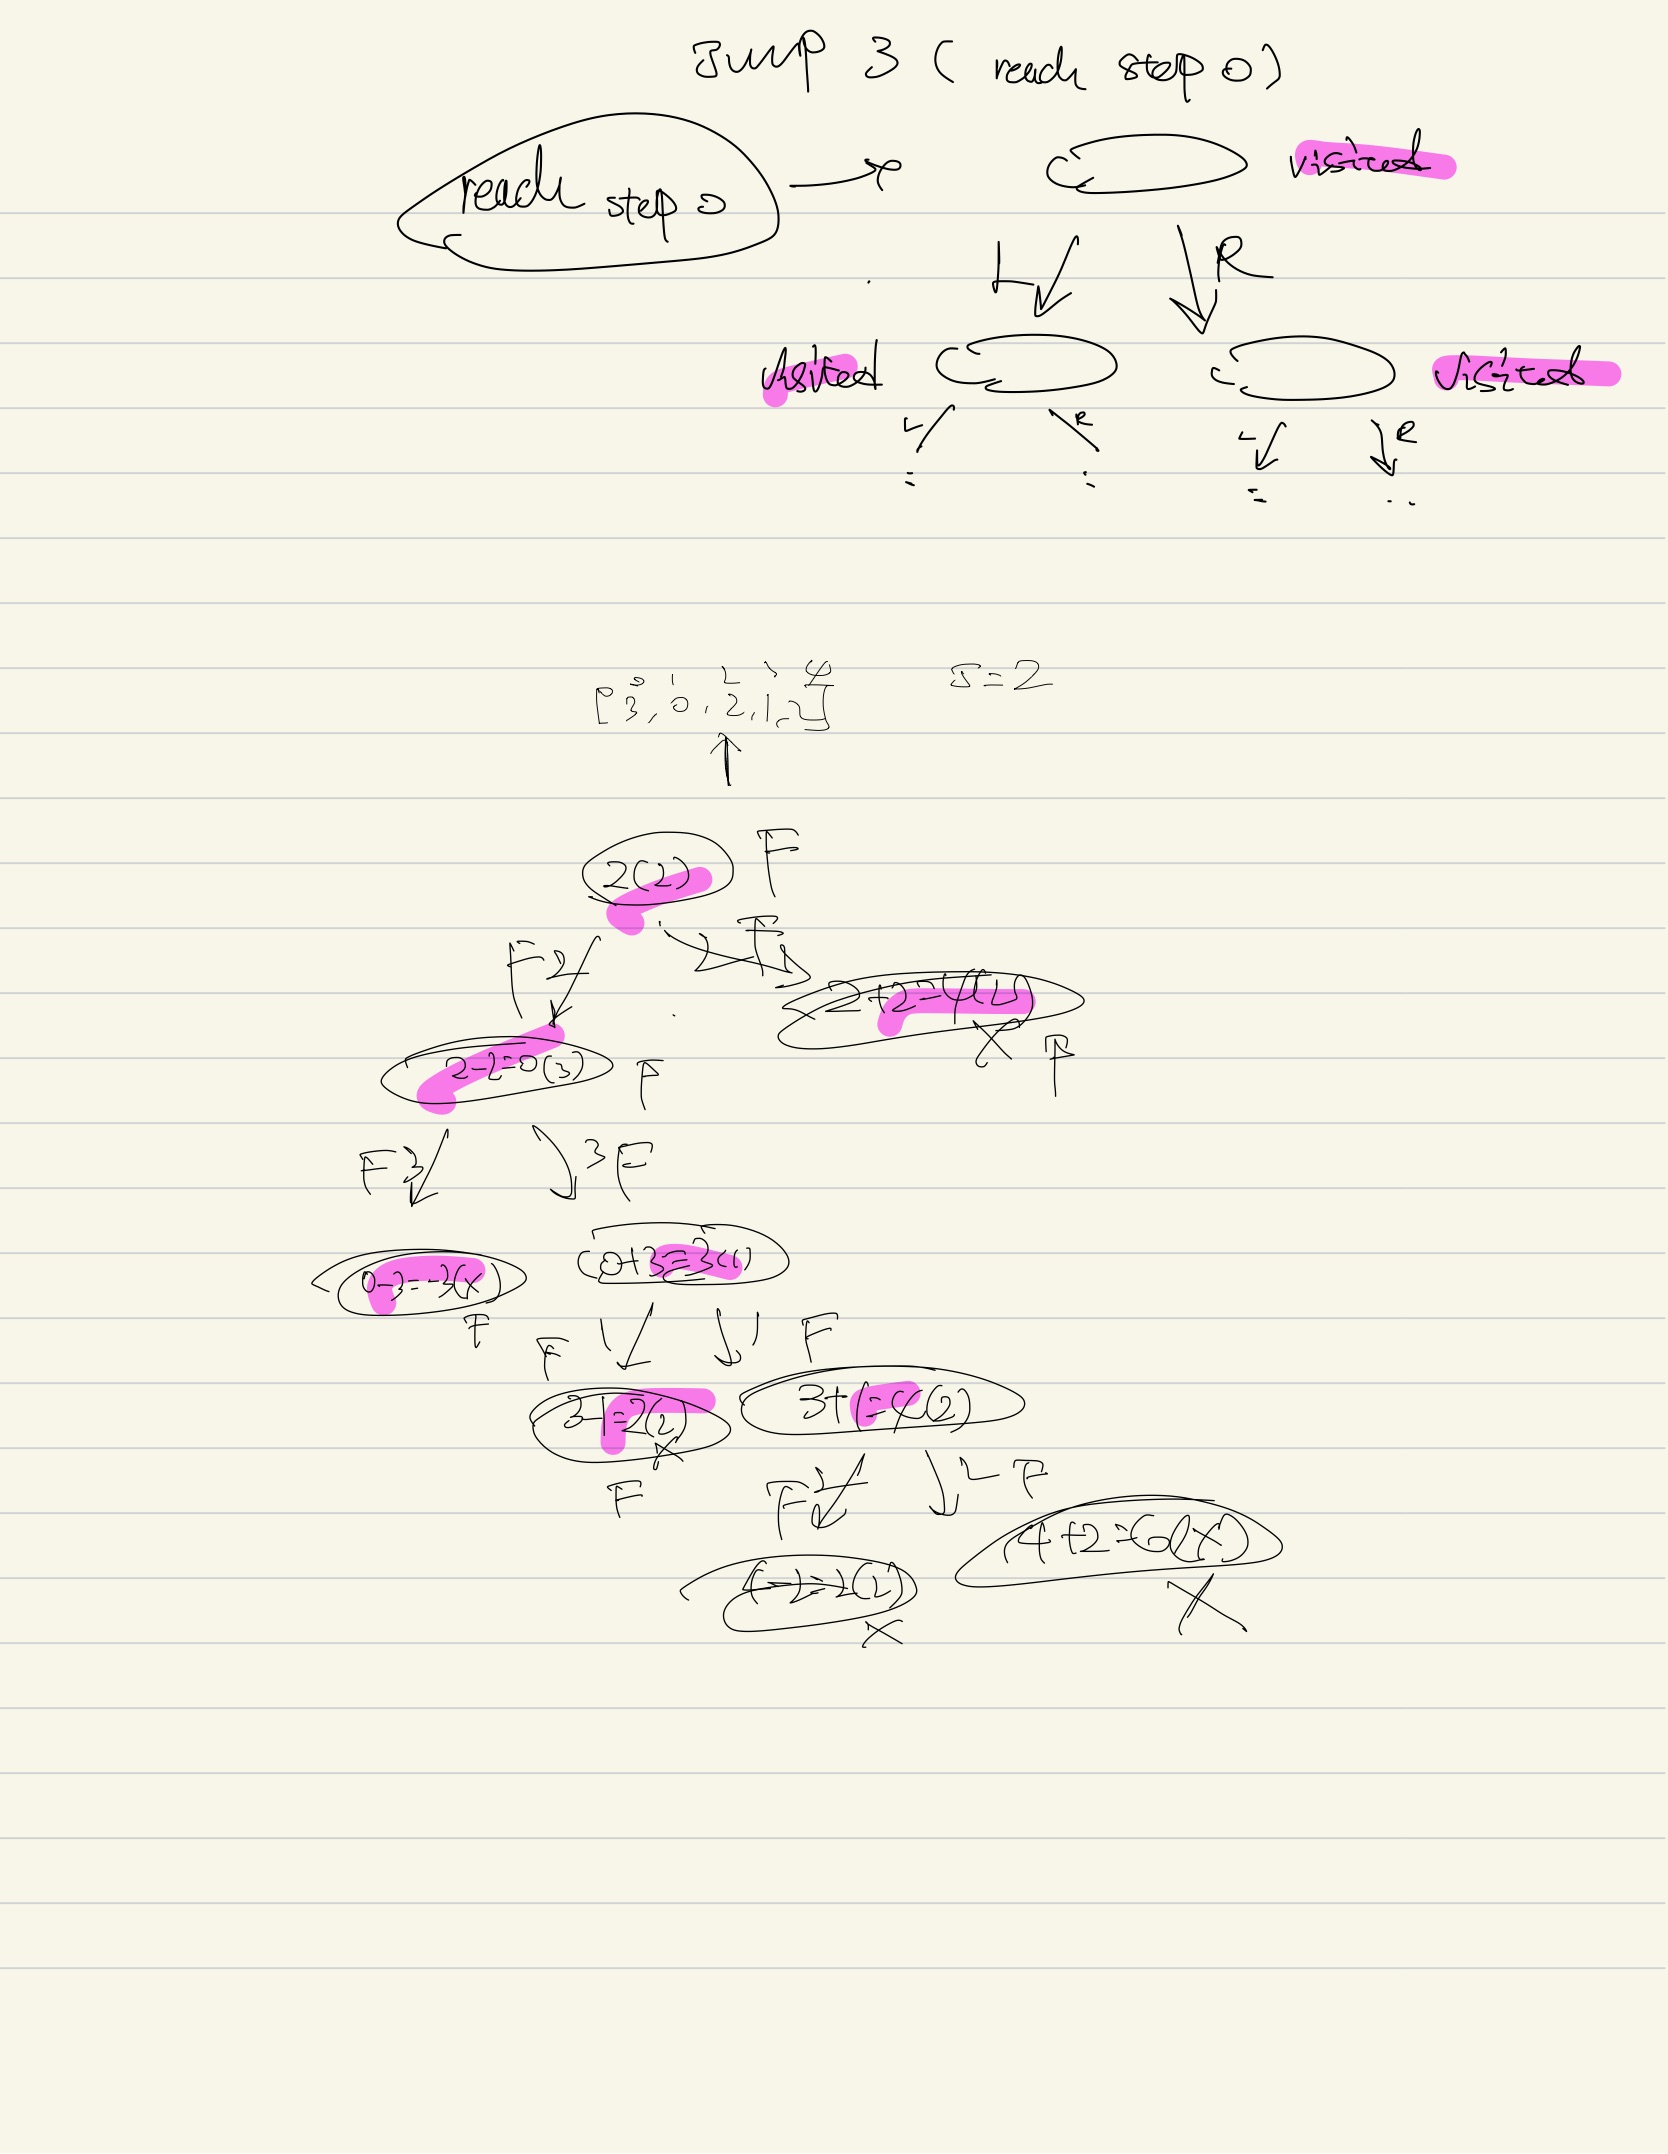 Jump 3 ( reach step 0)
reach step 0 visited
L R
visited visited
L R L R
0 1 2 3 4 S=2
[3, 0, 2, 1, 2]
2(2) F
F 2 2 F
2+2=4(2)
X F
2-2=0(3) F
F 3 3 F
0-3=-3(x) 0+3=3(1)
F
F 1 1 F
3-1=2(2) 3+1=4(2)
X
F
F 2 2 F
4+2=6(X)
4-2=2(2) X
X